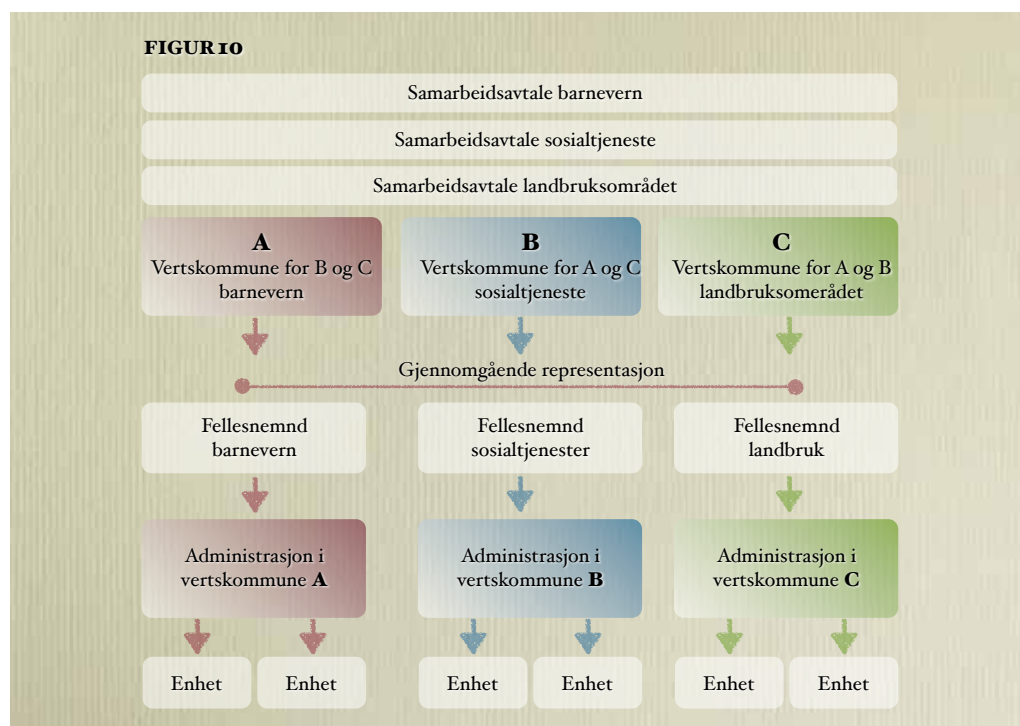 FIGUR 10
Samarbeidsavtale barnevern
Samarbeidsavtale sosialtjeneste
Samarbeidsavtale landbruksområdet
A
Vertskommune for B og C
barnevern
B
Vertskommune for A og C
sosialtjeneste
C
Vertskommune for A og B
landbruksomerådet
Gjennomgående representasjon
Fellesnemnd
barnevern
Fellesnemnd
sosialtjenester
Fellesnemnd
landbruk
Administrasjon i
vertskommune A
Administrasjon i
vertskommune B
Administrasjon i
vertskommune C
Enhet
Enhet
Enhet
Enhet
Enhet
Enhet